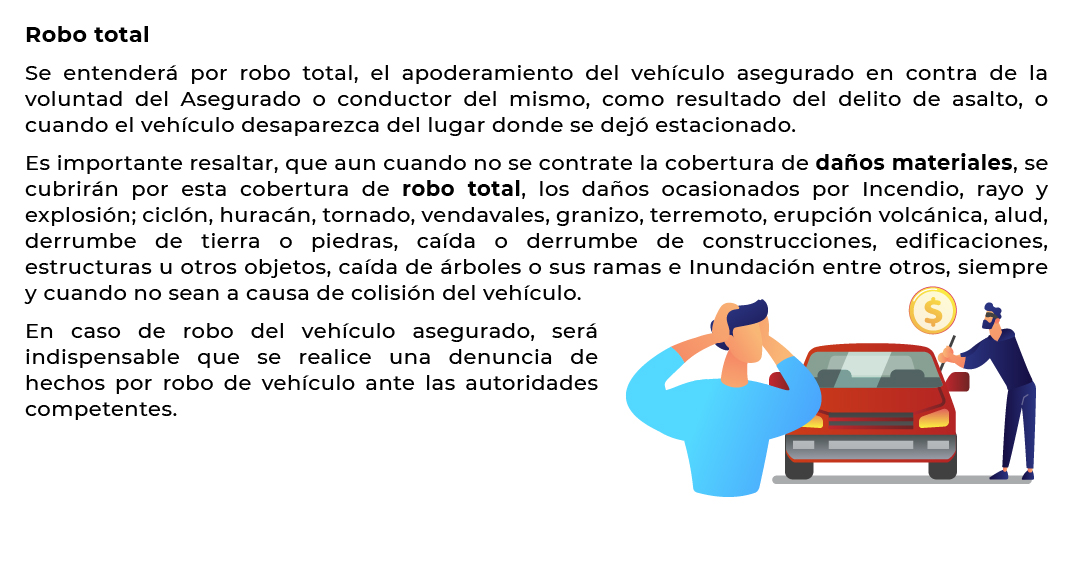 Robo total
Se entenderá por robo total, el apoderamiento del vehículo asegurado en contra de la
voluntad del Asegurado o conductor del mismo, como resultado del delito de asalto, o
cuando el vehículo desaparezca del lugar donde se dejó estacionado.
Es importante resaltar, que aun cuando no se contrate la cobertura de daños materiales, se
cubrirán por esta cobertura de robo total, los daños ocasionados por Incendio, rayo y
explosión; ciclón, huracán, tornado, vendavales, granizo, terremoto, erupción volcánica, alud,
derrumbe de tierra o piedras, caída o derrumbe de construcciones, edificaciones,
estructuras u otros objetos, caída de árboles o sus ramas e Inundación entre otros, siempre
y cuando no sean a causa de colisión del vehículo.
En caso de robo del vehículo asegurado, será
indispensable que se realice una denuncia de
hechos por robo de vehículo ante las autoridades
competentes.
$